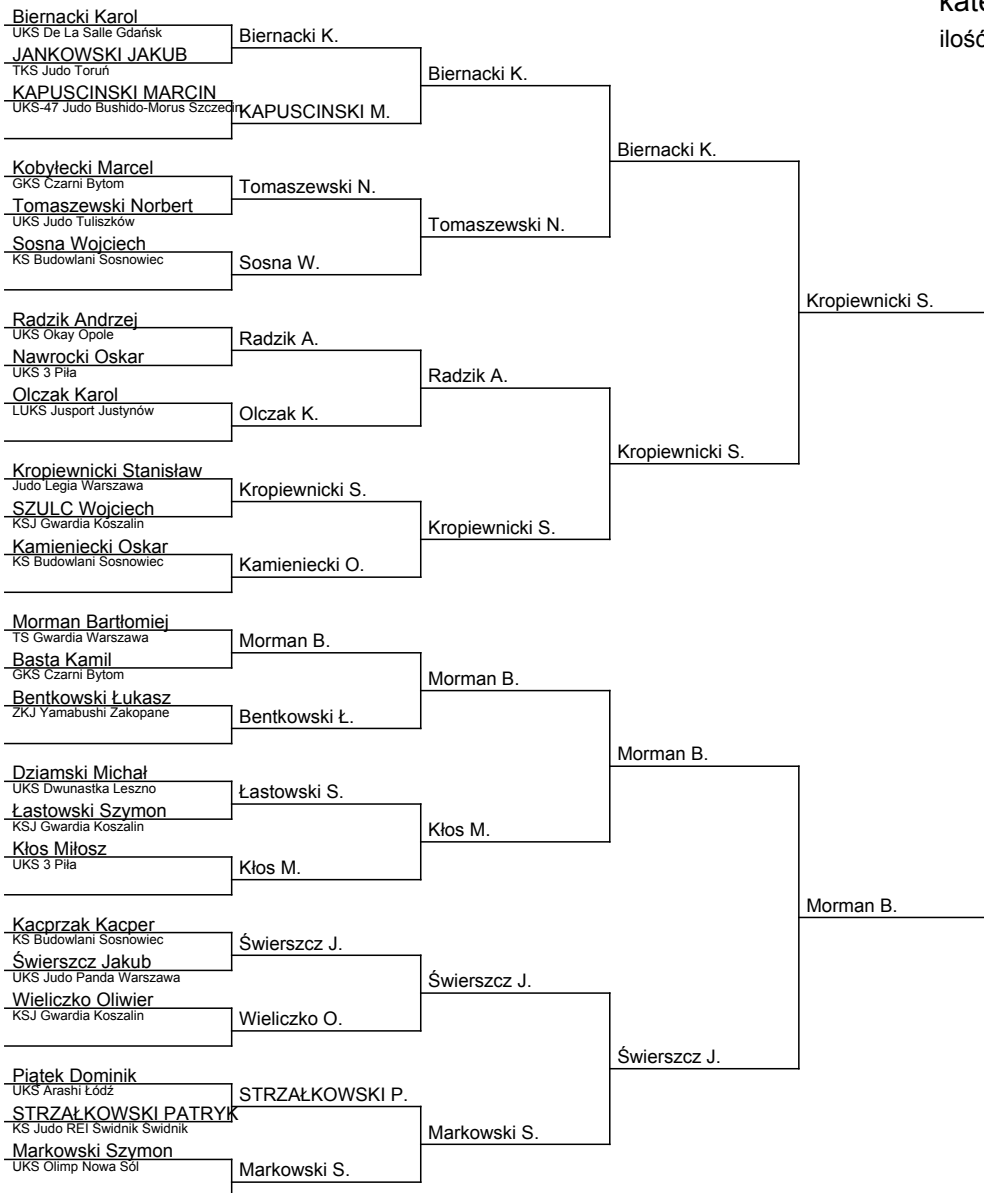 kate
ilość
Biernacki Karol
UKS De La Salle Gdańsk
JANKOWSKI JAKUB
TKS Judo Toruń
KAPUSCINSKI MARCIN
UKS-47 Judo Bushido-Morus Szczecin
Kobyłecki Marcel
GKS Czarni Bytom
Tomaszewski Norbert
UKS Judo Tuliszków
Sosna Wojciech
KS Budowlani Sosnowiec
Radzik Andrzej
UKS Okay Opole
Nawrocki Oskar
UKS 3 Piła
Olczak Karol
LUKS Jusport Justynów
Kropiewnicki Stanisław
Judo Legia Warszawa
SZULC Wojciech
KSJ Gwardia Koszalin
Kamieniecki Oskar
KS Budowlani Sosnowiec
Morman Bartłomiej
TS Gwardia Warszawa
Basta Kamil
GKS Czarni Bytom
Bentkowski Łukasz
ZKJ Yamabushi Zakopane
Dziamski Michał
UKS Dwunastka Leszno
Łastowski Szymon
KSJ Gwardia Koszalin
Kłos Miłosz
UKS 3 Piła
Kacprzak Kacper
KS Budowlani Sosnowiec
Świerszcz Jakub
UKS Judo Panda Warszawa
Wieliczko Oliwier
KSJ Gwardia Koszalin
Piątek Dominik
UKS Arashi Łódź
STRZAŁKOWSKI PATRYK
KS Judo REI Świdnik Świdnik
Markowski Szymon
UKS Olimp Nowa Sól
Biernacki K.
KAPUSCINSKI M.
Tomaszewski N.
Sosna W.
Radzik A.
Olczak K.
Kropiewnicki S.
Kamieniecki O.
Morman B.
Bentkowski Ł.
Łastowski S.
Kłos M.
Świerszcz J.
Wieliczko O.
STRZAŁKOWSKI P.
Markowski S.
Biernacki K.
Tomaszewski N.
Radzik A.
Kropiewnicki S.
Morman B.
Kłos M.
Świerszcz J.
Markowski S.
Biernacki K.
Kropiewnicki S.
Morman B.
Świerszcz J.
Kropiewnicki S.
Morman B.